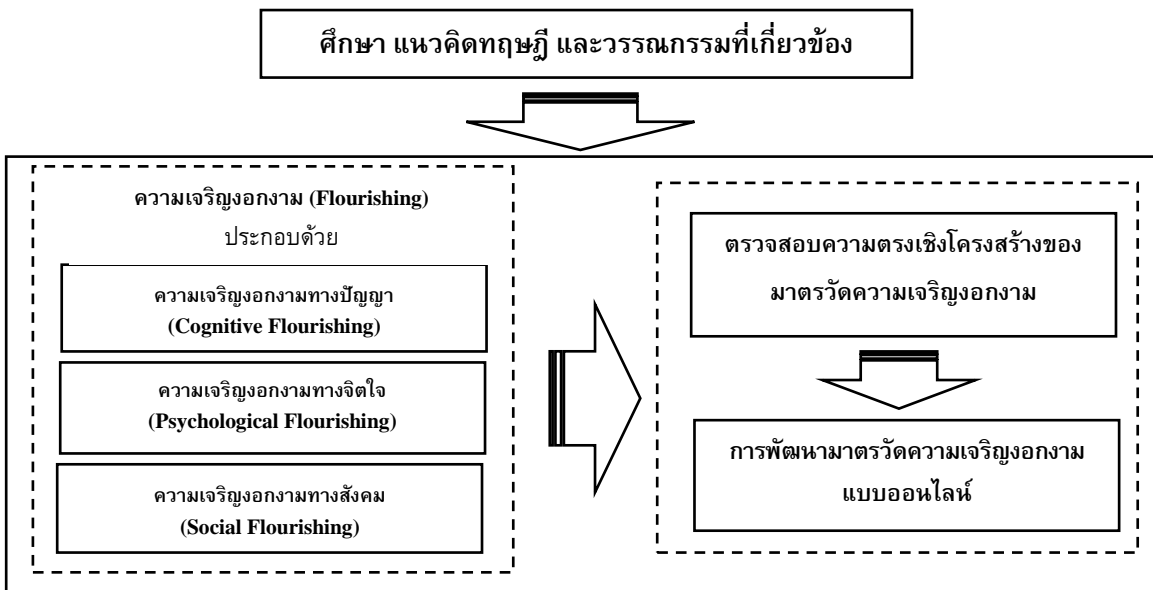 ศึกษา แนวคิดทฤษฎี และวรรณกรรมที่เกี่ยวข้อง
ความเจริญงอกงาม (Flourishing)
ประกอบด้วย
ความเจริญงอกงามทางปัญญา
(Cognitive Flourishing)
ความเจริญงอกงามทางจิตใจ
(Psychological Flourishing)
ความเจริญงอกงามทางสังคม
(Social Flourishing)
ตรวจสอบความตรงเชิงโครงสร้างของ
มาตรวัดความเจริญงอกงาม
การพัฒนามาตรวัดความเจริญงอกงาม
แบบออนไลน์